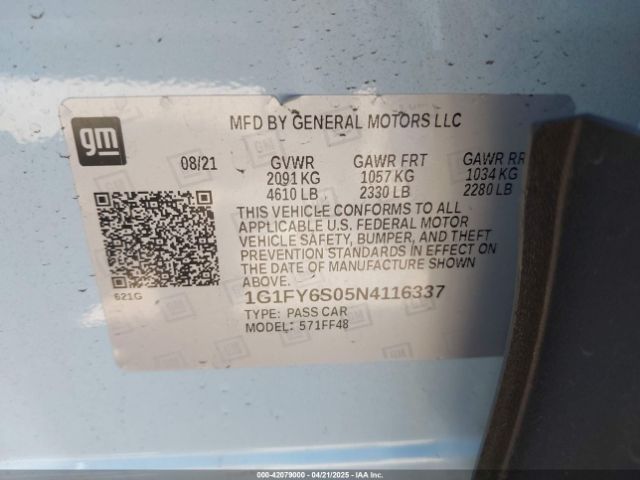 gm
MFD BY GENERAL MOTORS LLC
08/21 GVWR GAWR FRT GAWR RR
2091 KG 1057 KG 1034 KG
4610 LB 2330 LB 2280 LB
THIS VEHICLE CONFORMS TO ALL
APPLICABLE U.S. FEDERAL MOTOR
VEHICLE SAFETY, BUMPER, AND THEFT
PREVENTION STANDARDS IN EFFECT ON
THE DATE OF MANUFACTURE SHOWN
ABOVE.
621G
1G1FY6S05N4116337
TYPE: PASS CAR
MODEL: 571FF48
000-42079000 - 04/21/2025 - IAAI.COM